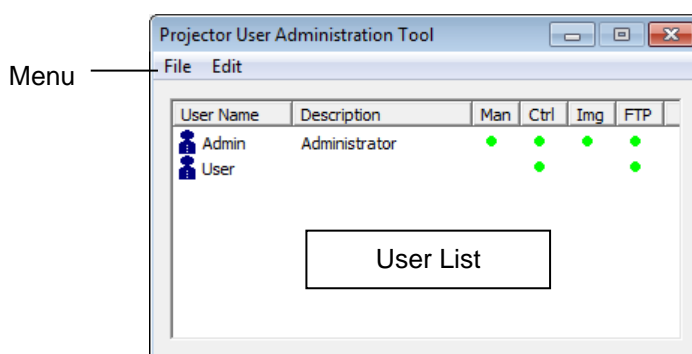 Projector User Administration Tool
Menu
File Edit
User Name Description Man Ctrl Img FTP
Admin Administrator
User
User List